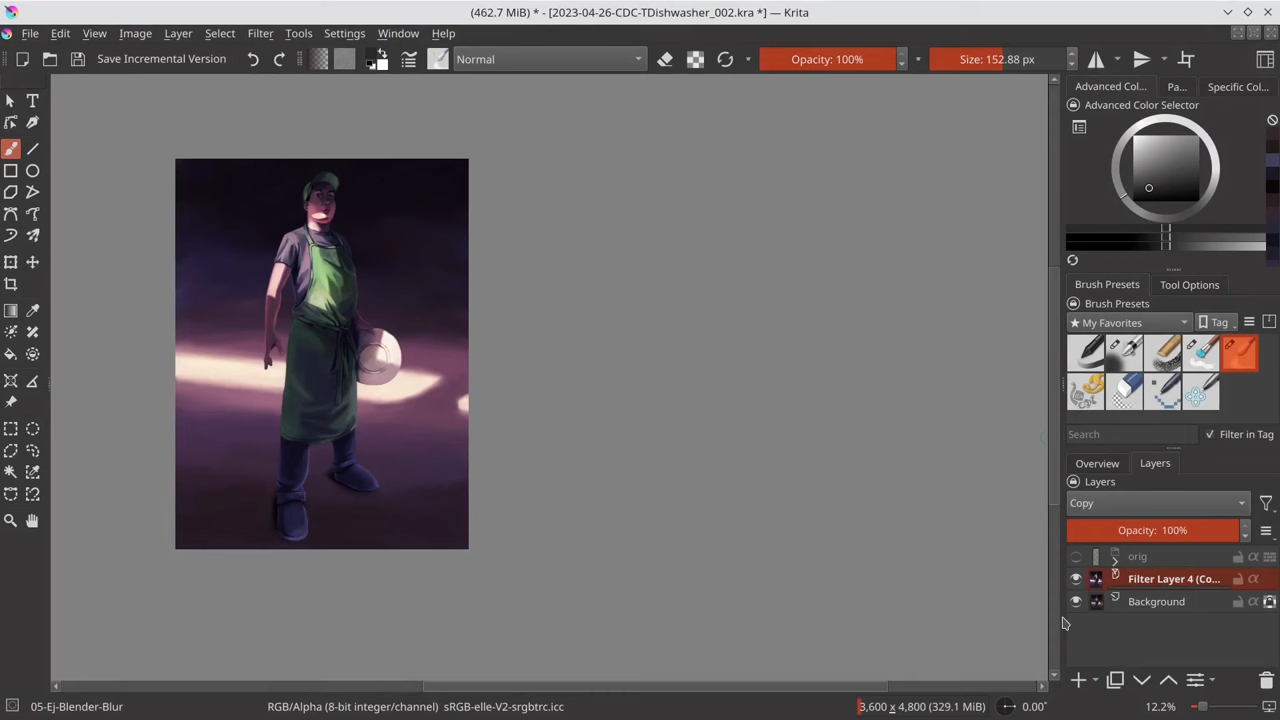 (462.7 MiB) * - [2023-04-26-CDC-TDishwasher_002.kra *] — Krita
File Edit View Image Layer Select Filter Tools Settings Window Help
Save Incremental Version Normal Opacity: 100% Size: 152.88 px
Advanced Col... Pa... Specific Col...
Advanced Color Selector
Brush Presets Tool Options
Brush Presets
★ My Favorites Tag
Search Filter in Tag
Overview Layers
Layers
Copy
Opacity: 100%
orig
Filter Layer 4 (Co...
Background
05-Ej-Blender-Blur RGB/Alpha (8-bit integer/channel) sRGB-elle-V2-srgbtrc.icc 3,600 x 4,800 (329.1 MiB) 0.00° 12.2%